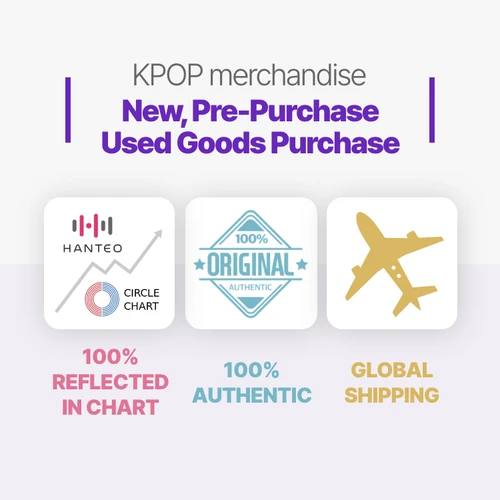 KPOP merchandise
New, Pre-Purchase
Used Goods Purchase
HANTEO
CIRCLE
CHART
100%
ORIGINAL
AUTHENTIC
100%
REFLECTED
IN CHART
100%
AUTHENTIC
GLOBAL
SHIPPING